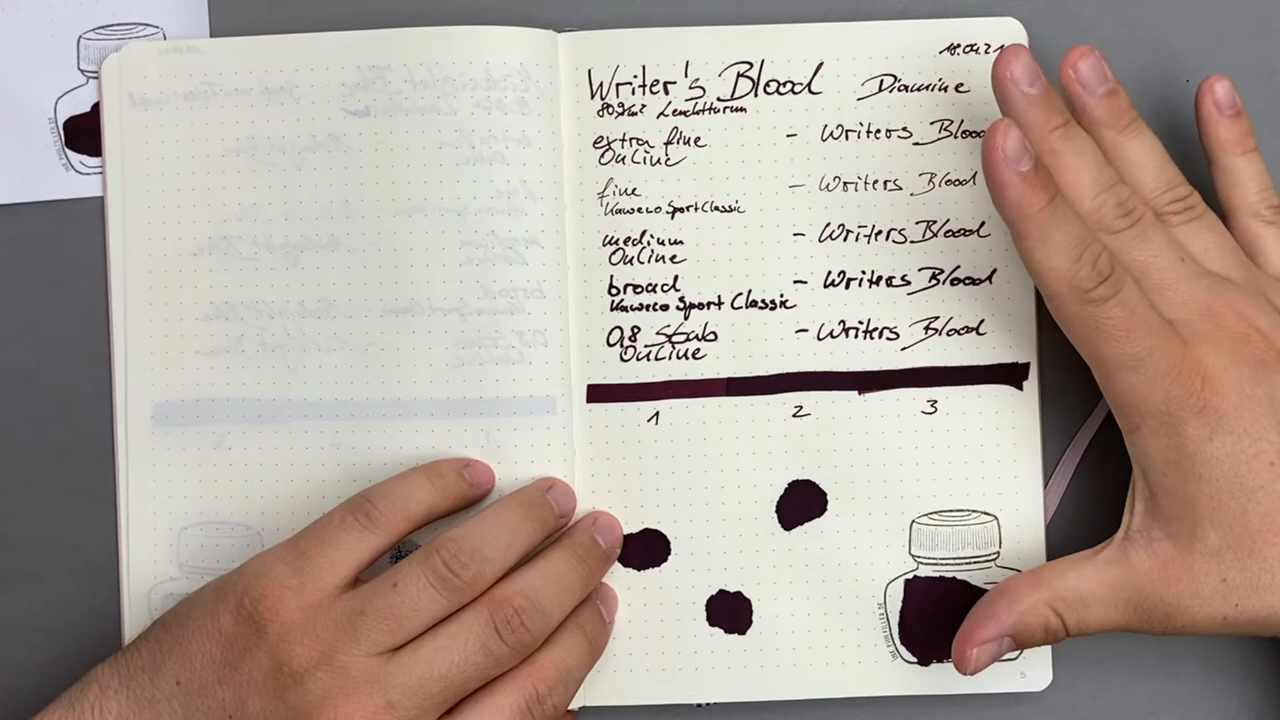 18.04.21
Writer's Blood Diamine
80g/m² Leuchtturm
extra fine - Writers Blood
OnLine
fine - Writers Blood
Kaweco Sport Classic
medium - Writers Blood
OnLine
broad - Writers Blood
Kaweco Sport Classic
0,8 Stub - Writers Blood
OnLine
1 2 3
5